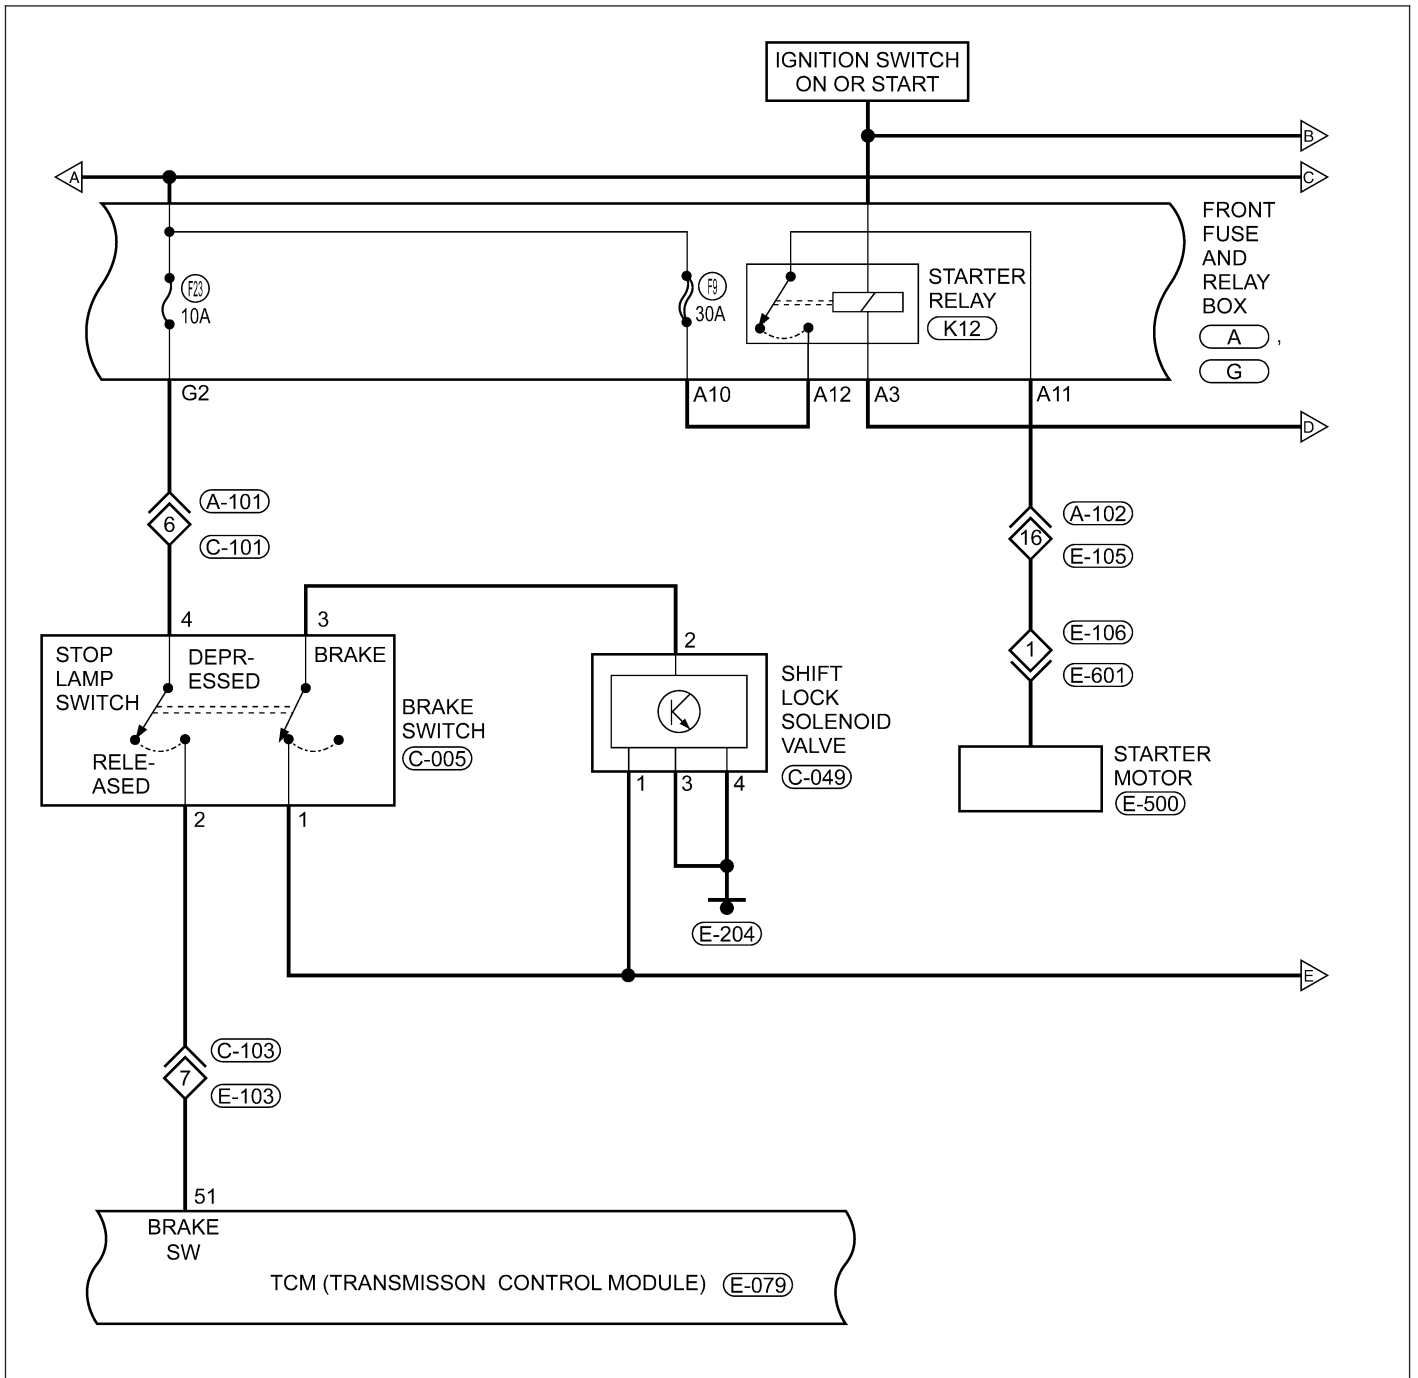 IGNITION SWITCH
ON OR START
B
A
C
FRONT
FUSE
AND
RELAY
BOX
A ,
G
F23
10A
F9
30A
STARTER
RELAY
K12
G2
A10
A12
A3
A11
D
A-101
6
C-101
A-102
16
E-105
E-106
1
E-601
4
3
STOP
LAMP
SWITCH
DEPR-
ESSED
BRAKE
RELE-
ASED
BRAKE
SWITCH
C-005
2
1
2
SHIFT
LOCK
SOLENOID
VALVE
C-049
1
3
4
E-204
STARTER
MOTOR
E-500
E
C-103
7
E-103
51
BRAKE
SW
TCM (TRANSMISSON CONTROL MODULE)
E-079